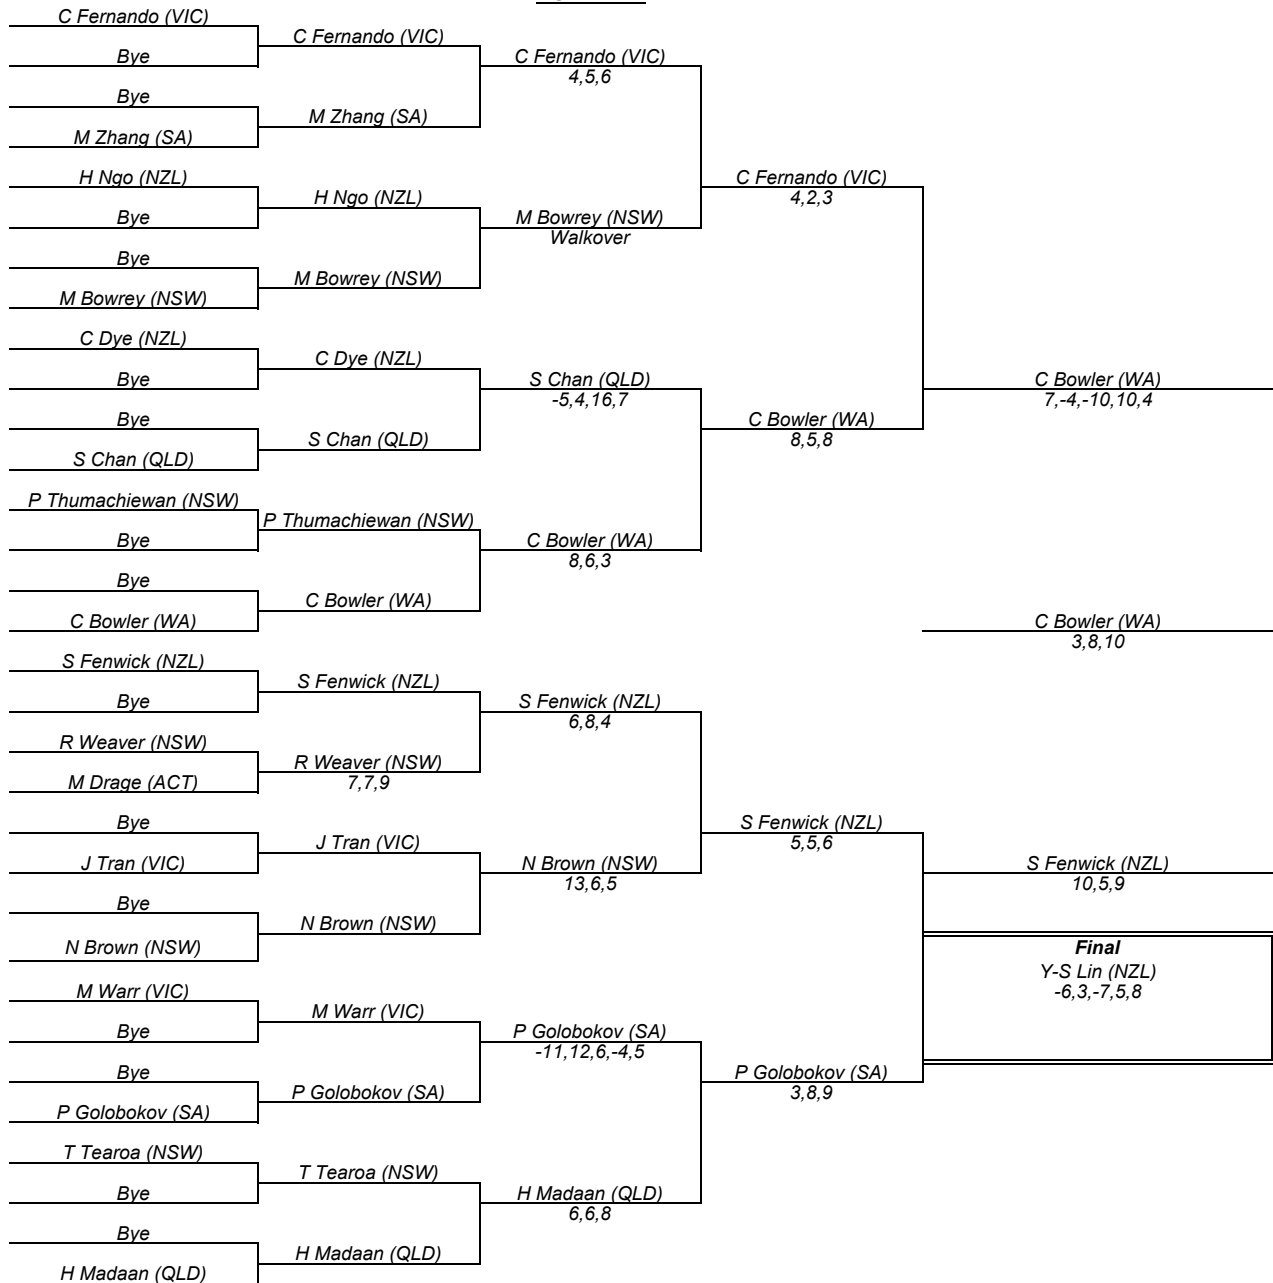 C Fernando (VIC)
Bye
Bye
M Zhang (SA)
H Ngo (NZL)
Bye
Bye
M Bowrey (NSW)
C Dye (NZL)
Bye
Bye
S Chan (QLD)
P Thumachiewan (NSW)
Bye
Bye
C Bowler (WA)
S Fenwick (NZL)
Bye
R Weaver (NSW)
M Drage (ACT)
Bye
J Tran (VIC)
Bye
N Brown (NSW)
M Warr (VIC)
Bye
Bye
P Golobokov (SA)
T Tearoa (NSW)
Bye
Bye
H Madaan (QLD)
C Fernando (VIC)
M Zhang (SA)
H Ngo (NZL)
M Bowrey (NSW)
C Dye (NZL)
S Chan (QLD)
P Thumachiewan (NSW)
C Bowler (WA)
S Fenwick (NZL)
R Weaver (NSW)
7,7,9
J Tran (VIC)
N Brown (NSW)
M Warr (VIC)
P Golobokov (SA)
T Tearoa (NSW)
H Madaan (QLD)
C Fernando (VIC)
4,5,6
M Bowrey (NSW)
Walkover
S Chan (QLD)
-5,4,16,7
C Bowler (WA)
8,6,3
S Fenwick (NZL)
6,8,4
N Brown (NSW)
13,6,5
P Golobokov (SA)
-11,12,6,-4,5
H Madaan (QLD)
6,6,8
C Fernando (VIC)
4,2,3
C Bowler (WA)
8,5,8
S Fenwick (NZL)
5,5,6
P Golobokov (SA)
3,8,9
C Bowler (WA)
7,-4,-10,10,4
C Bowler (WA)
3,8,10
S Fenwick (NZL)
10,5,9
Final
Y-S Lin (NZL)
-6,3,-7,5,8